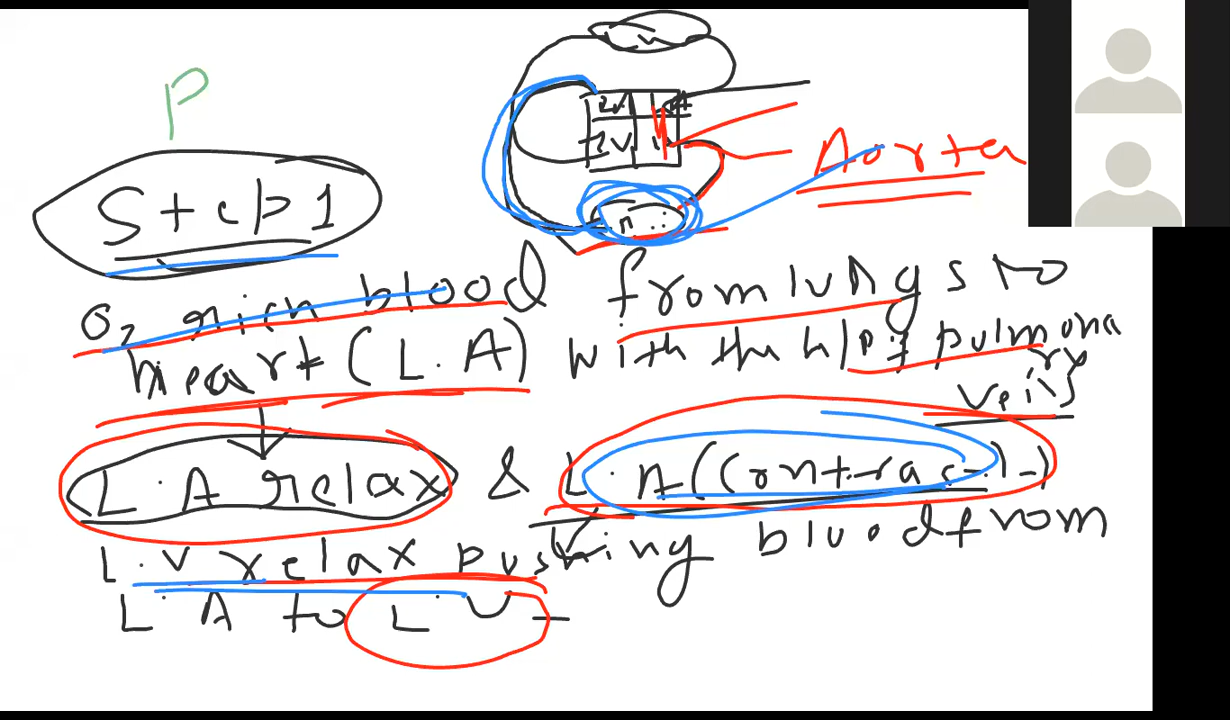 P
Step 1
Aorta
O2 rich blood from lungs to
heart (L.A) with the help of pulmonary
veins
L.A relax & L.A (contract-)
L.V relax pushing blood from
L.A to L.V -